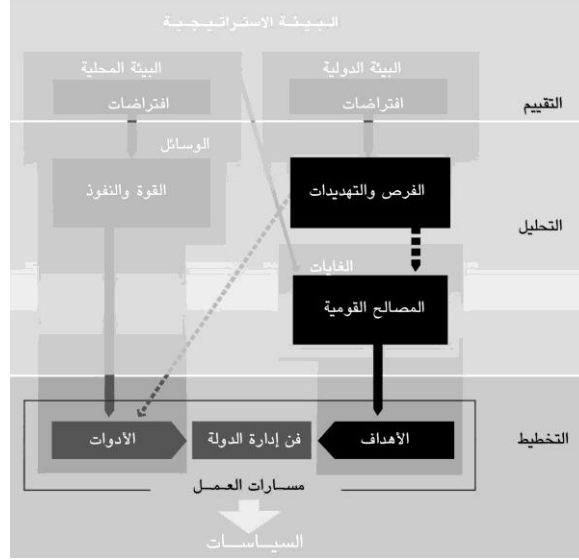 البيئة الاستراتيجية
البيئة الدولية
البيئة المحلية
افتراضات
افتراضات
التقييم
الوسائل
الفرص والتهديدات
القوة والنفوذ
التحليل
الغايات
المصالح القومية
التخطيط
الأهداف
فن إدارة الدولة
الأدوات
مسارات العمل
السياسات